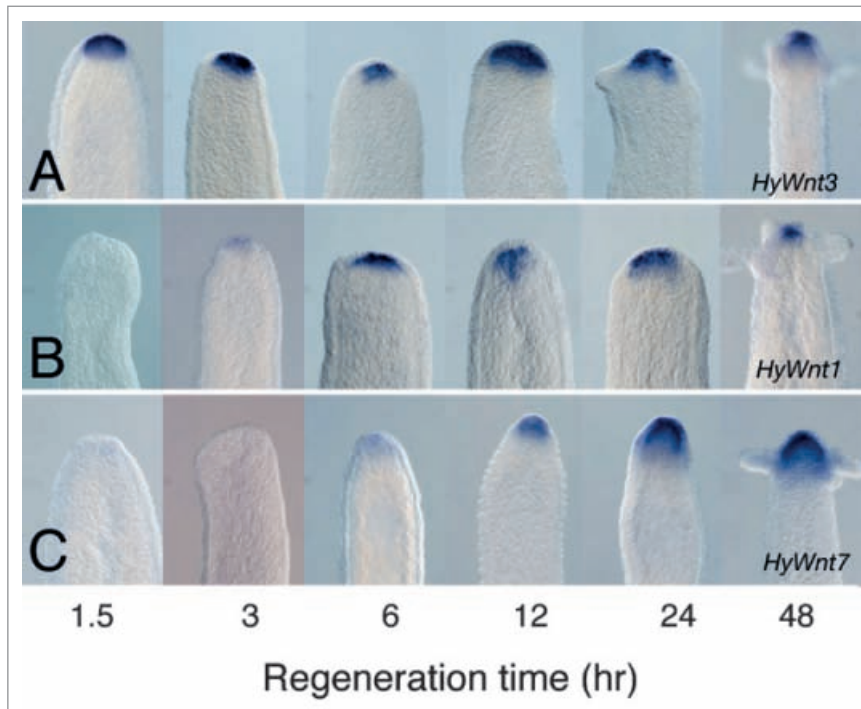 A
HyWnt3
B
HyWnt1
C
HyWnt7
1.5 3 6 12 24 48
Regeneration time (hr)